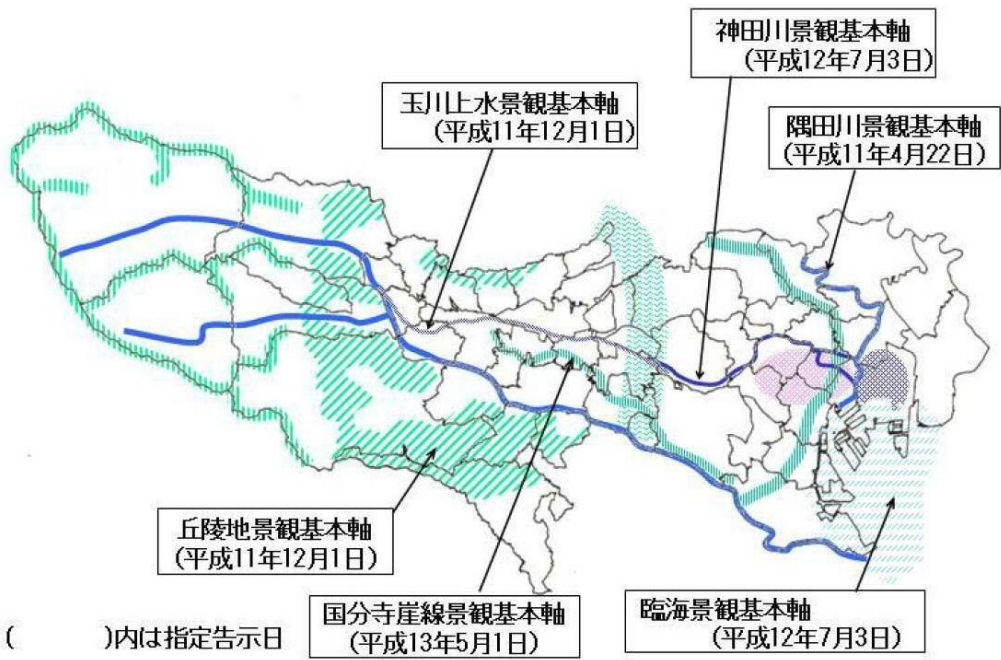 神田川景観基本軸
(平成12年7月3日)
玉川上水景観基本軸
(平成11年12月1日)
隅田川景観基本軸
(平成11年4月22日)
丘陵地景観基本軸
(平成11年12月1日)
国分寺崖線景観基本軸
(平成13年5月1日)
臨海景観基本軸
(平成12年7月3日)
(　　　　)内は指定告示日